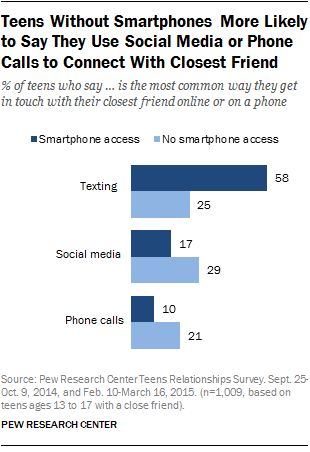 Teens Without Smartphones More Likely
to Say They Use Social Media or Phone
Calls to Connect With Closest Friend
% of teens who say ... is the most common way they get
in touch with their closest friend online or on a phone
Smartphone access No smartphone access
Texting 58
25
Social media 17
29
Phone calls 10
21
Source: Pew Research Center Teens Relationships Survey. Sept. 25-
Oct. 9, 2014, and Feb. 10-March 16, 2015. (n=1,009, based on
teens ages 13 to 17 with a close friend).
PEW RESEARCH CENTER